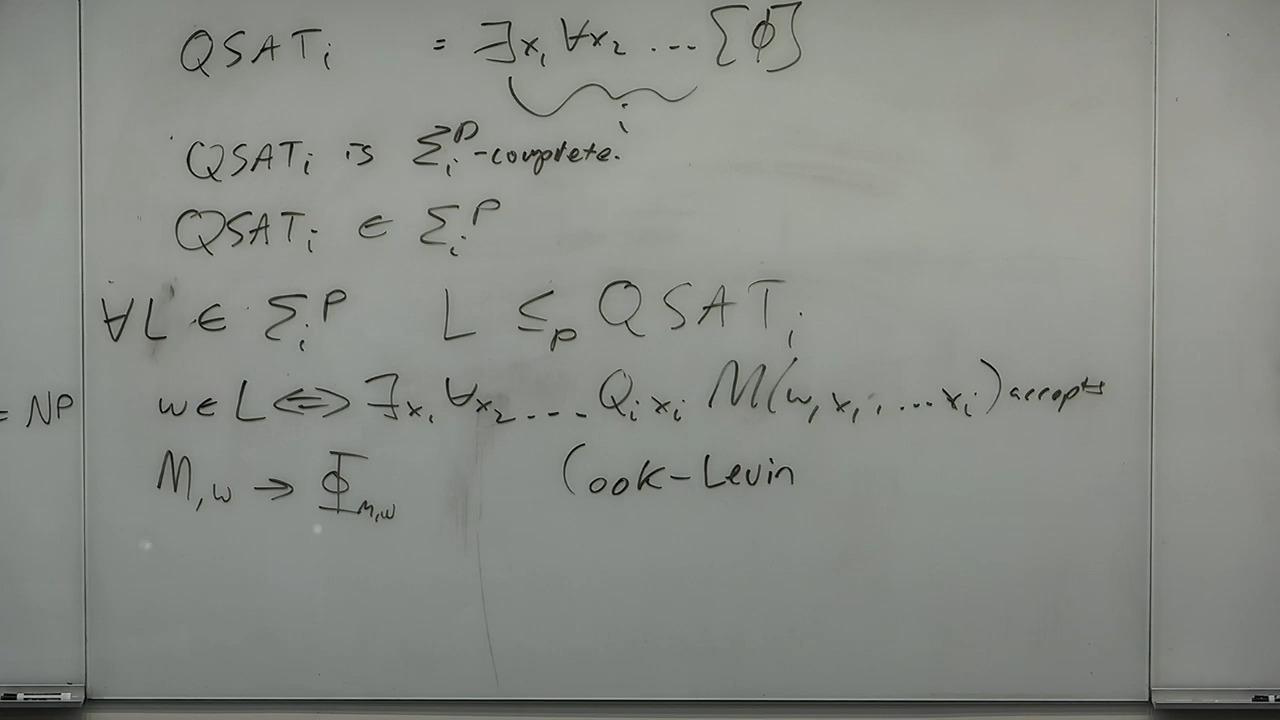 QSATᵢ = ∃x₁ ∀x₂ ... [ϕ]
i
QSATᵢ is Σᵢᴾ-complete.
QSATᵢ ∈ Σᵢᴾ
∀L ∈ Σᵢᴾ L ≤ₚ QSATᵢ
= NP
w∈L ⇔ ∃x₁ ∀x₂ ... Qᵢxᵢ M(w,x₁,...xᵢ) accepts
M,w → Φ_M,w Cook-Levin